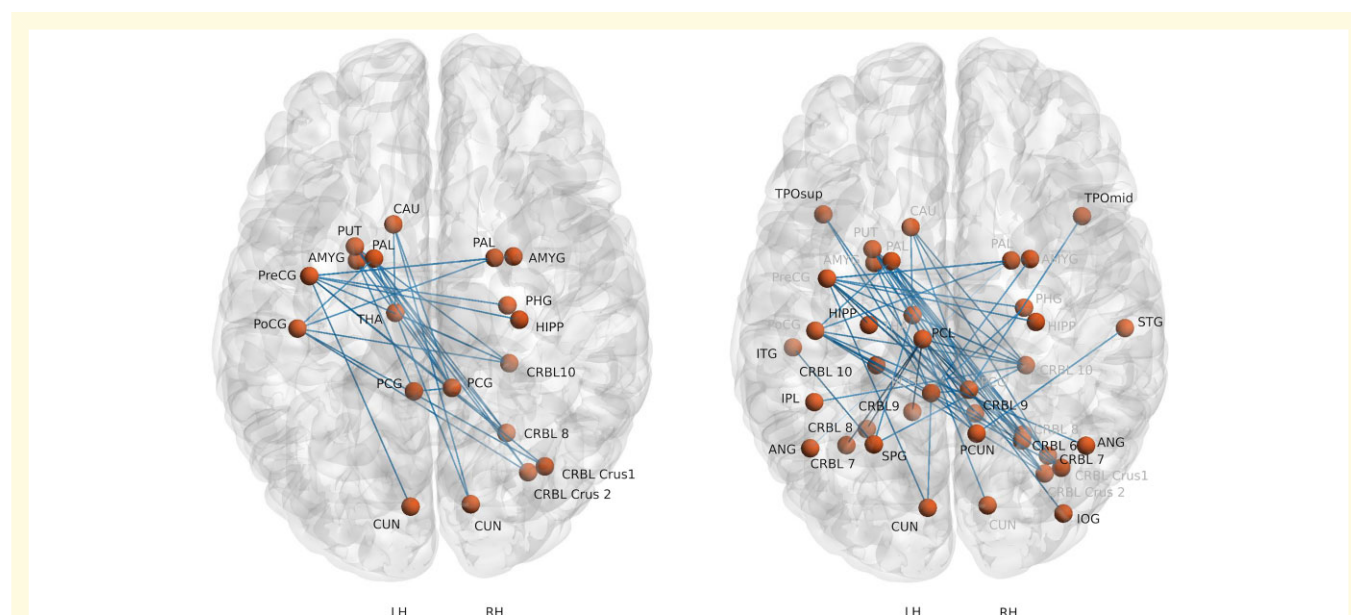 CAU
PUT
PAL
AMYG
PreCG
PAL
AMYG
PHG
HIPP
THA
PoCG
CRBL10
PCG
PCG
CRBL 8
CRBL Crus1
CRBL Crus 2
CUN
CUN
LH
RH
TPOsup
TPOmid
CAU
PUT
PAL
AMYG
PreCG
PAL
AMYG
PHG
HIPP
HIPP
PoCG
PCL
STG
ITG
CRBL 10
CRBL 10
IPL
CRBL9
CRBL 9
CRBL 8
CRBL 8
ANG
CRBL 7
SPG
PCUN
CRBL 6
ANG
CRBL 7
CRBL Crus1
CRBL Crus 2
CUN
CUN
IOG
LH
RH